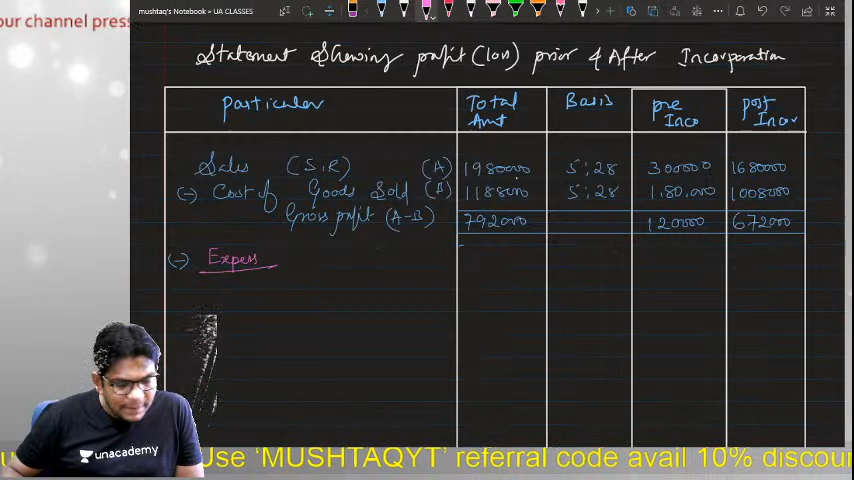 our channel press
mushtaq's Notebook » UA CLASSES
Statement Showing profit (loss) prior & After Incorporation
particular Total Amt Basis pre Inco post Incor
Sales (S.R) (A) 1980000 5:28 300000 1680000
(-) Cost of Goods Sold (B) 1188000 5:28 1,80,000 1008000
Gross profit (A-B) 792000 120000 672000
(-) Expess
unacademy
Use 'MUSHTAQYT' referral code avail 10% discou